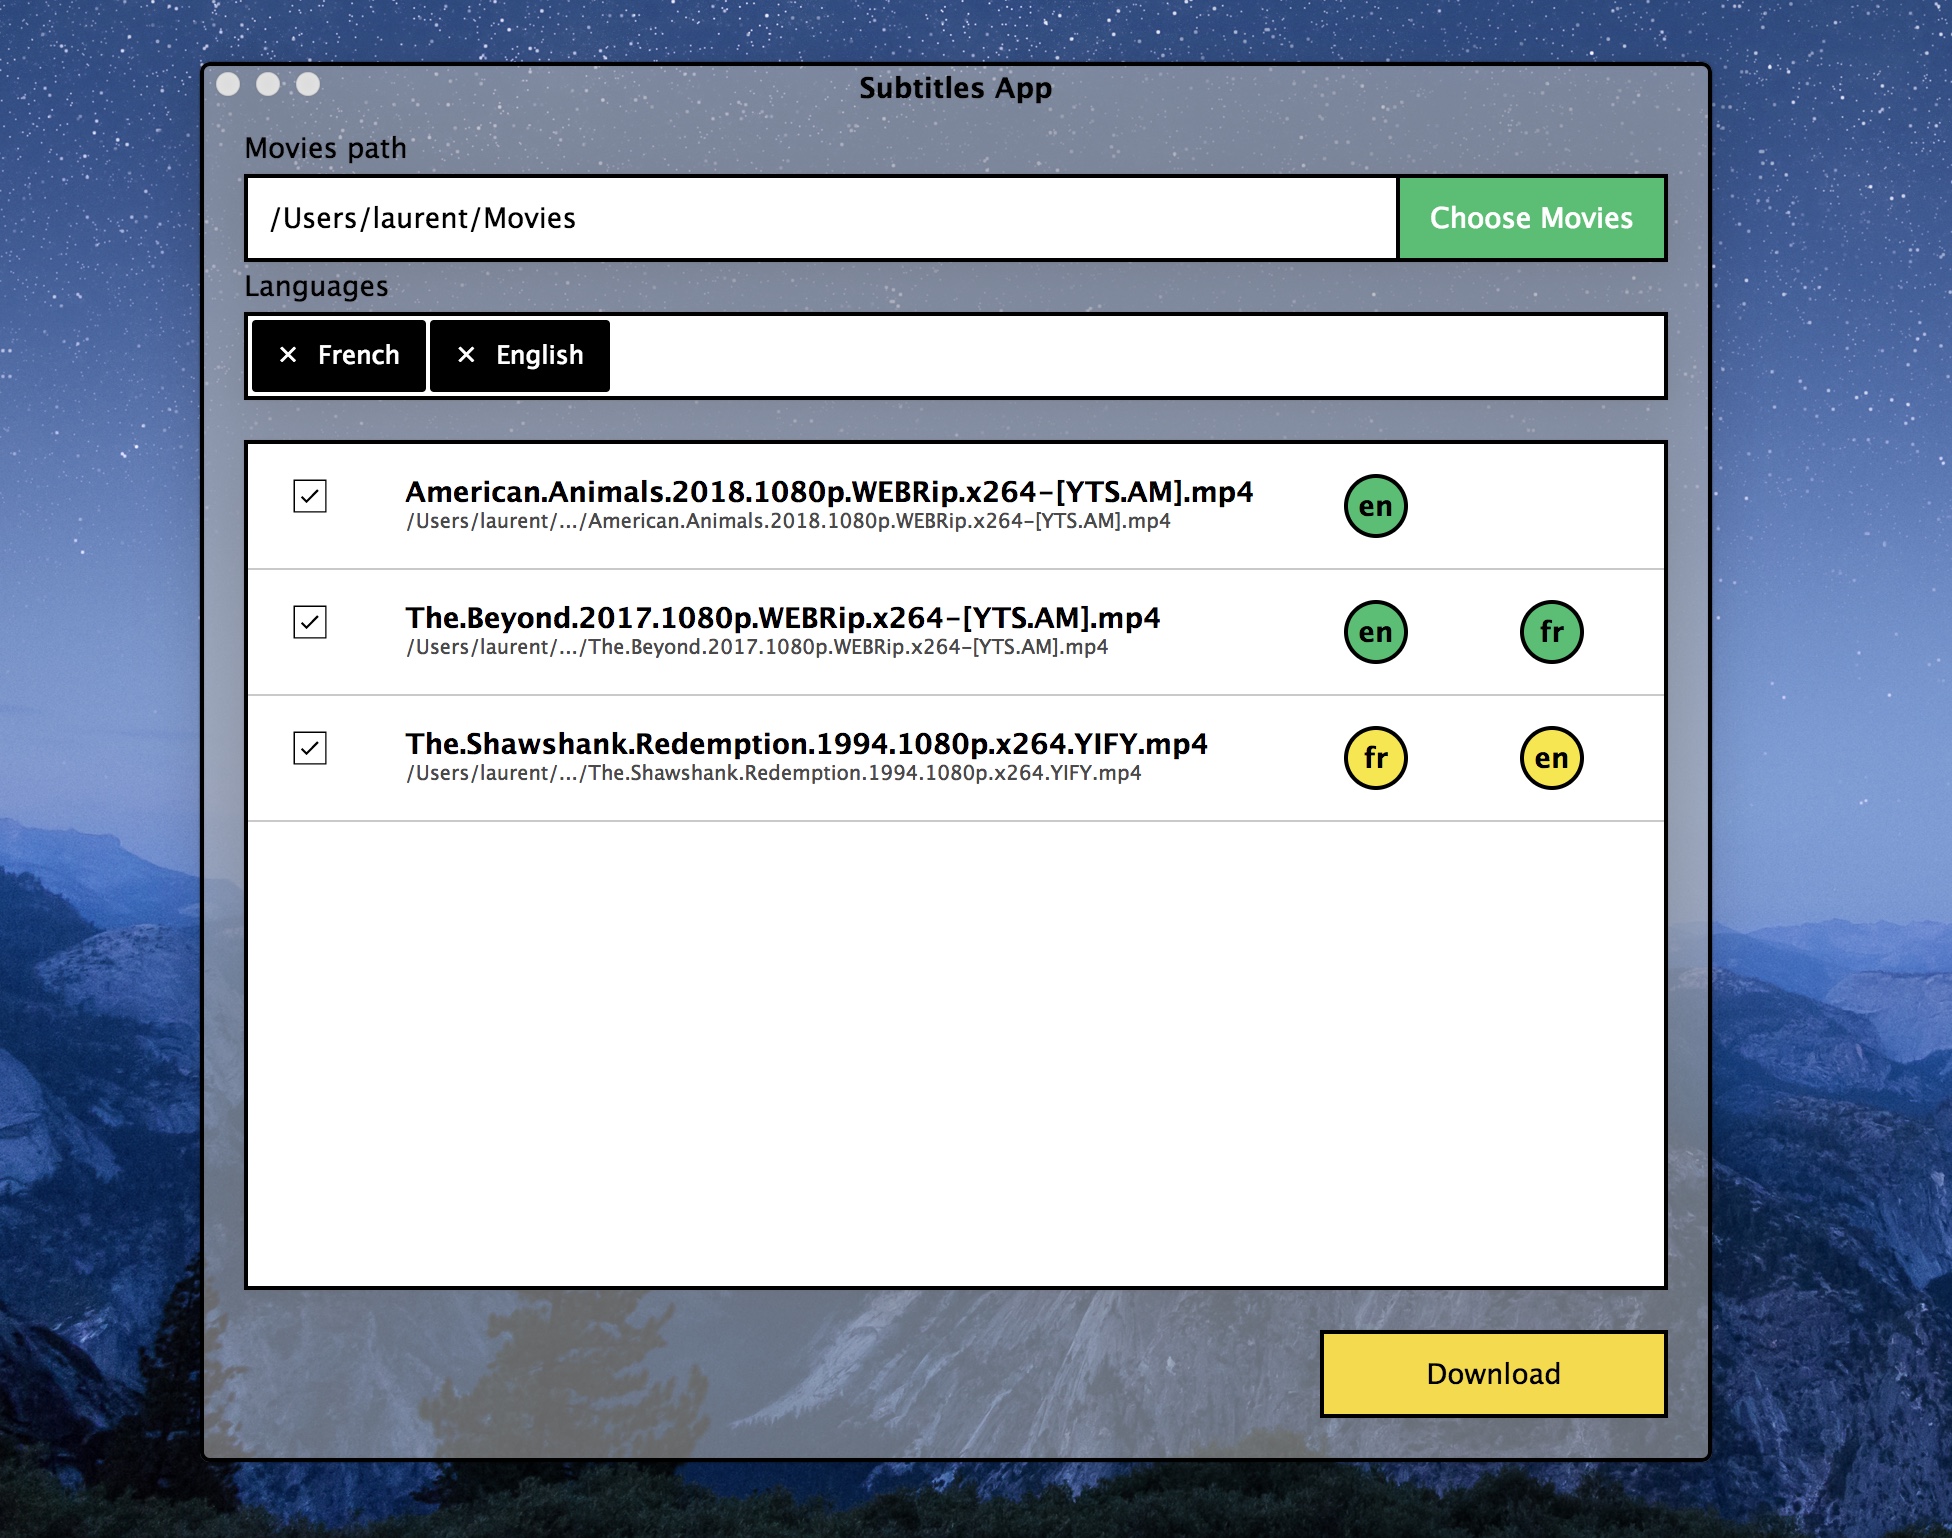 Subtitles App
Movies path
/Users/laurent/Movies
Choose Movies
Languages
× French × English
American.Animals.2018.1080p.WEBRip.x264-[YTS.AM].mp4
/Users/laurent/.../American.Animals.2018.1080p.WEBRip.x264-[YTS.AM].mp4
en
The.Beyond.2017.1080p.WEBRip.x264-[YTS.AM].mp4
/Users/laurent/.../The.Beyond.2017.1080p.WEBRip.x264-[YTS.AM].mp4
en fr
The.Shawshank.Redemption.1994.1080p.x264.YIFY.mp4
/Users/laurent/.../The.Shawshank.Redemption.1994.1080p.x264.YIFY.mp4
fr en
Download